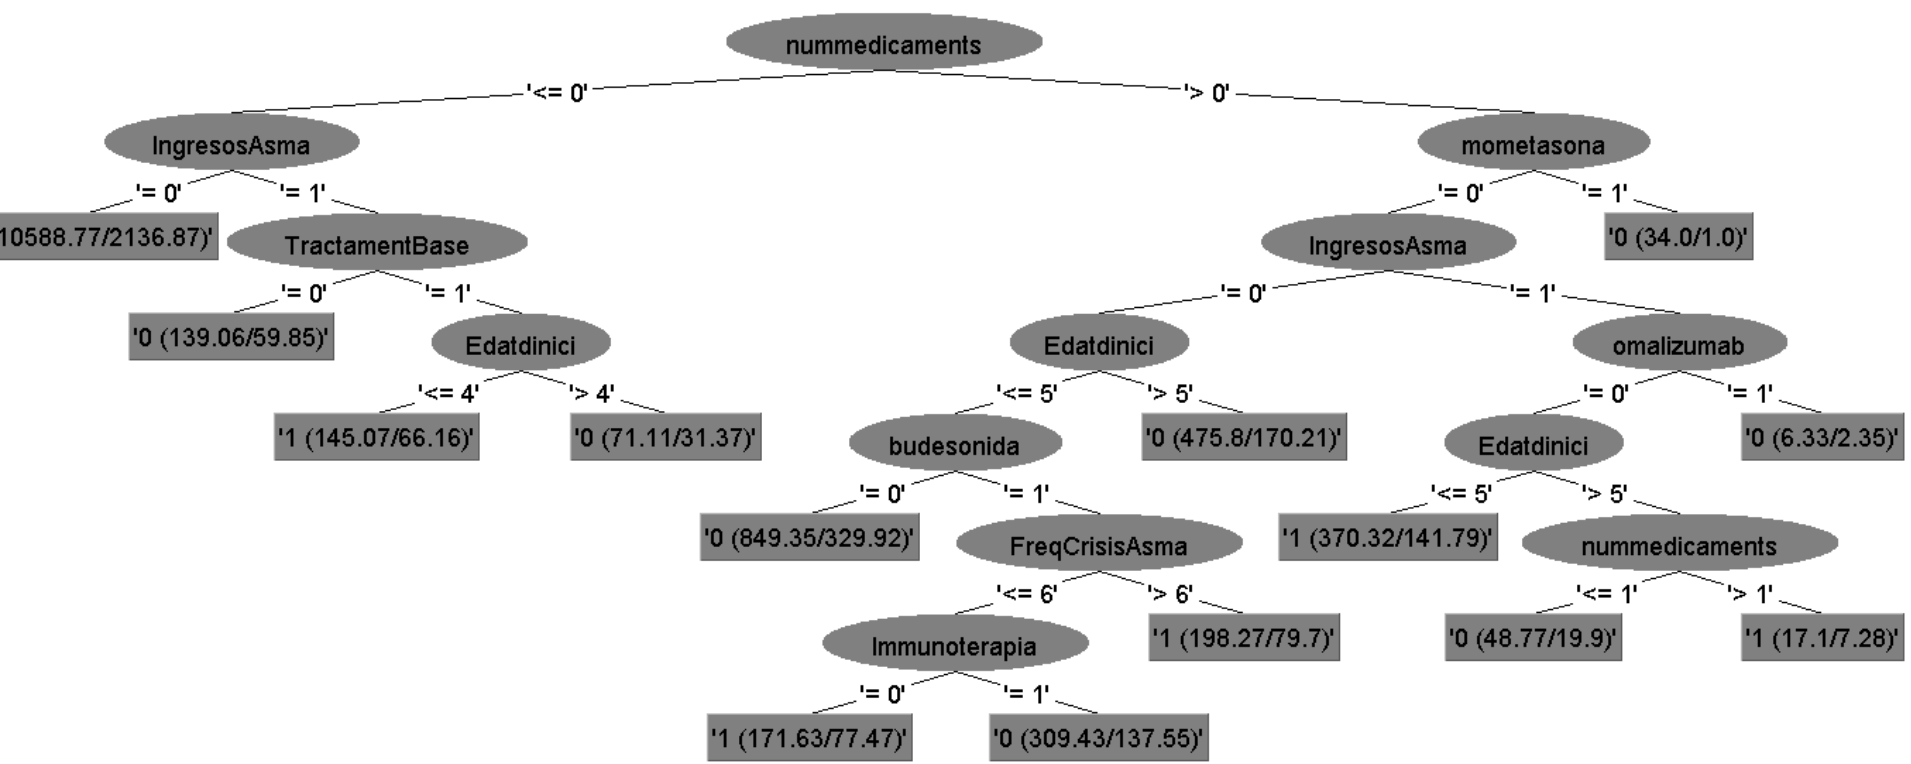 nummedicaments
'<= 0' '> 0'
IngresosAsma mometasona
'= 0' '= 1' '= 0' '= 1'
10588.77/2136.87)' TractamentBase IngresosAsma '0 (34.0/1.0)'
'= 0' '= 1' '= 0' '= 1'
'0 (139.06/59.85)' Edatdinici Edatdinici omalizumab
'<= 4' '> 4' '<= 5' '> 5' '= 0' '= 1'
'1 (145.07/66.16)' '0 (71.11/31.37)' budesonida '0 (475.8/170.21)' Edatdinici '0 (6.33/2.35)'
'= 0' '= 1' '<= 5' '> 5'
'0 (849.35/329.92)' FreqCrisisAsma '1 (370.32/141.79)' nummedicaments
'<= 6' '> 6' '<= 1' '> 1'
Immunoterapia '1 (198.27/79.7)' '0 (48.77/19.9)' '1 (17.1/7.28)'
'= 0' '= 1'
'1 (171.63/77.47)' '0 (309.43/137.55)'